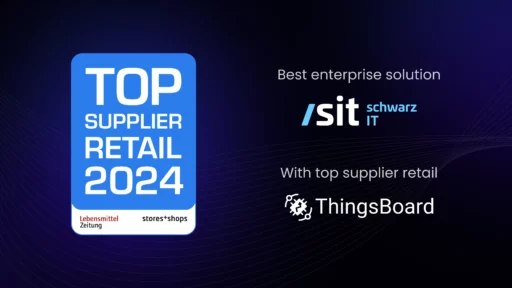 TOP
SUPPLIER
RETAIL
2024
Lebensmittel
Zeitung
stores+shops
Best enterprise solution
/sit schwarz
IT
With top supplier retail
ThingsBoard